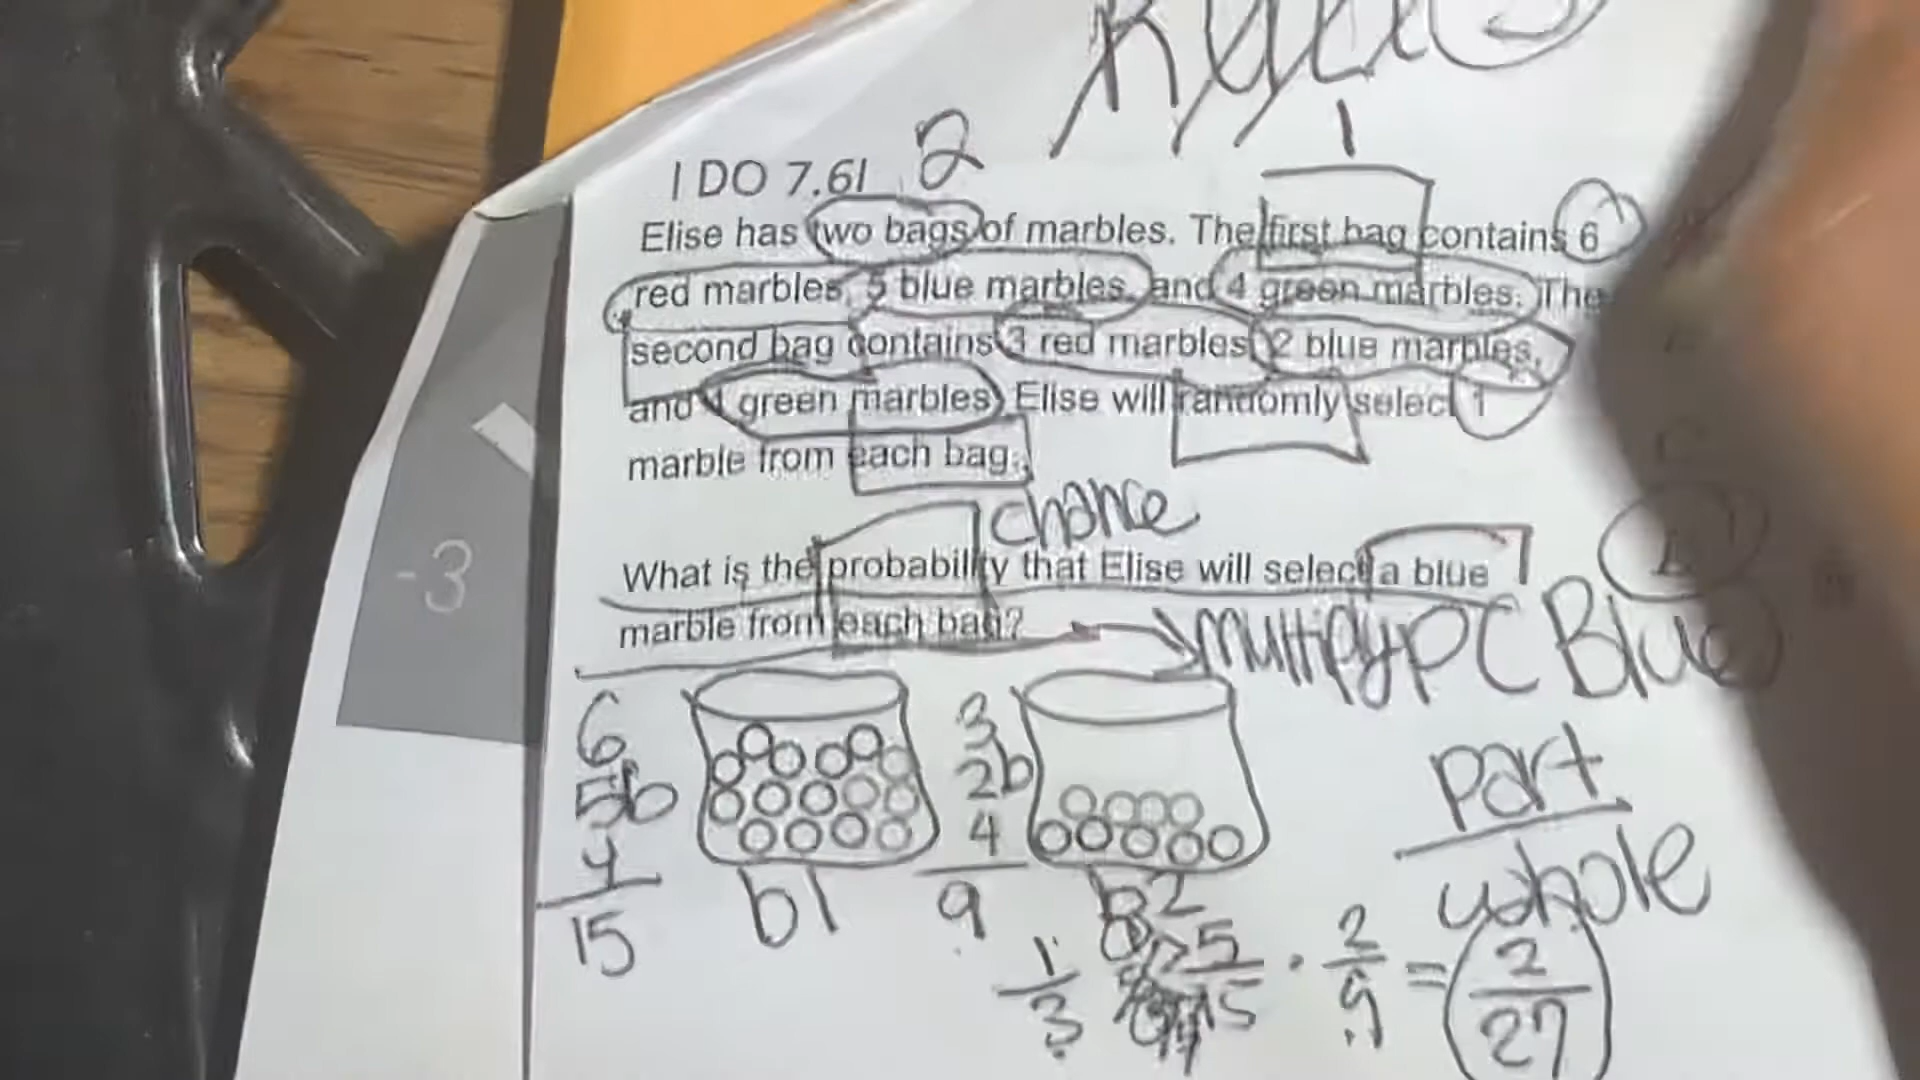 I DO 7.6I 2
1
Elise has two bags of marbles. The first bag contains 6
red marbles, 5 blue marbles, and 4 green marbles. The
second bag contains 3 red marbles, 2 blue marbles,
and 4 green marbles. Elise will randomly select 1
marble from each bag.
chance
What is the probability that Elise will select a blue
marble from each bag?
multiply P( Blue)
-3
6
5b
4
15
b1
3
2b
4
9
b2
part
whole
1/3 5/15 · 2/9 = 2/27